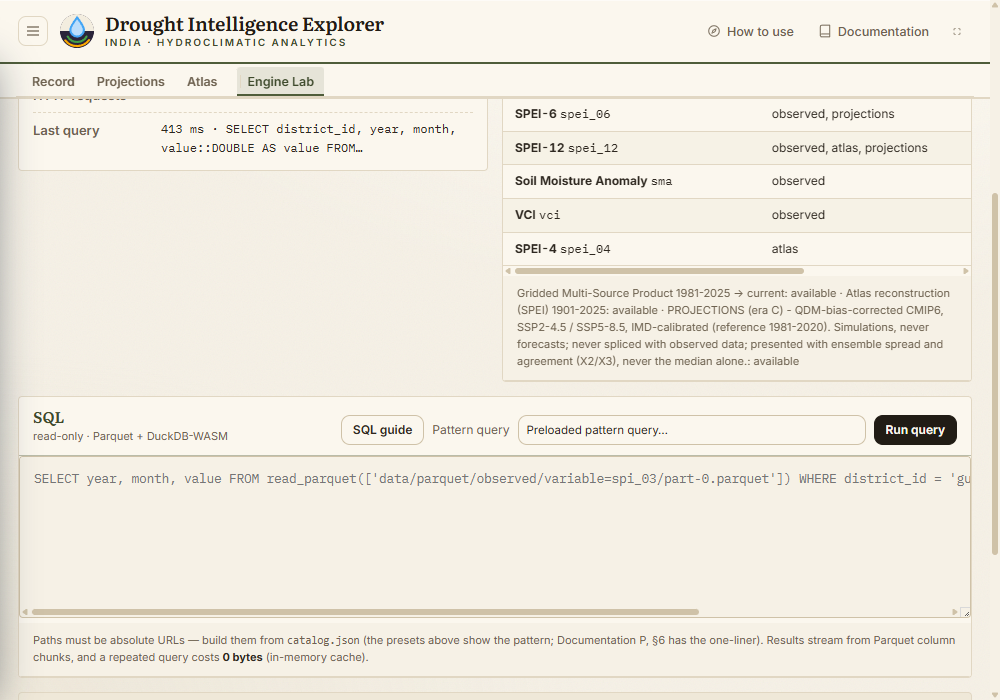 Drought Intelligence Explorer
INDIA · HYDROCLIMATIC ANALYTICS
How to use
Documentation
Record
Projections
Atlas
Engine Lab
Last query
413 ms · SELECT district_id, year, month,
value::DOUBLE AS value FROM…
SPEI-6 spei_06
observed, projections
SPEI-12 spei_12
observed, atlas, projections
Soil Moisture Anomaly sma
observed
VCI vci
observed
SPEI-4 spei_04
atlas
Gridded Multi-Source Product 1981-2025 → current: available · Atlas reconstruction
(SPEI) 1901-2025: available · PROJECTIONS (era C) - QDM-bias-corrected CMIP6,
SSP2-4.5 / SSP5-8.5, IMD-calibrated (reference 1981-2020). Simulations, never
forecasts; never spliced with observed data; presented with ensemble spread and
agreement (X2/X3), never the median alone.: available
SQL
read-only · Parquet + DuckDB-WASM
SQL guide
Pattern query
Preloaded pattern query...
Run query
SELECT year, month, value FROM read_parquet(['data/parquet/observed/variable=spi_03/part-0.parquet']) WHERE district_id = 'gu
Paths must be absolute URLs — build them from catalog.json (the presets above show the pattern; Documentation P, §6 has the one-liner). Results stream from Parquet column
chunks, and a repeated query costs 0 bytes (in-memory cache).